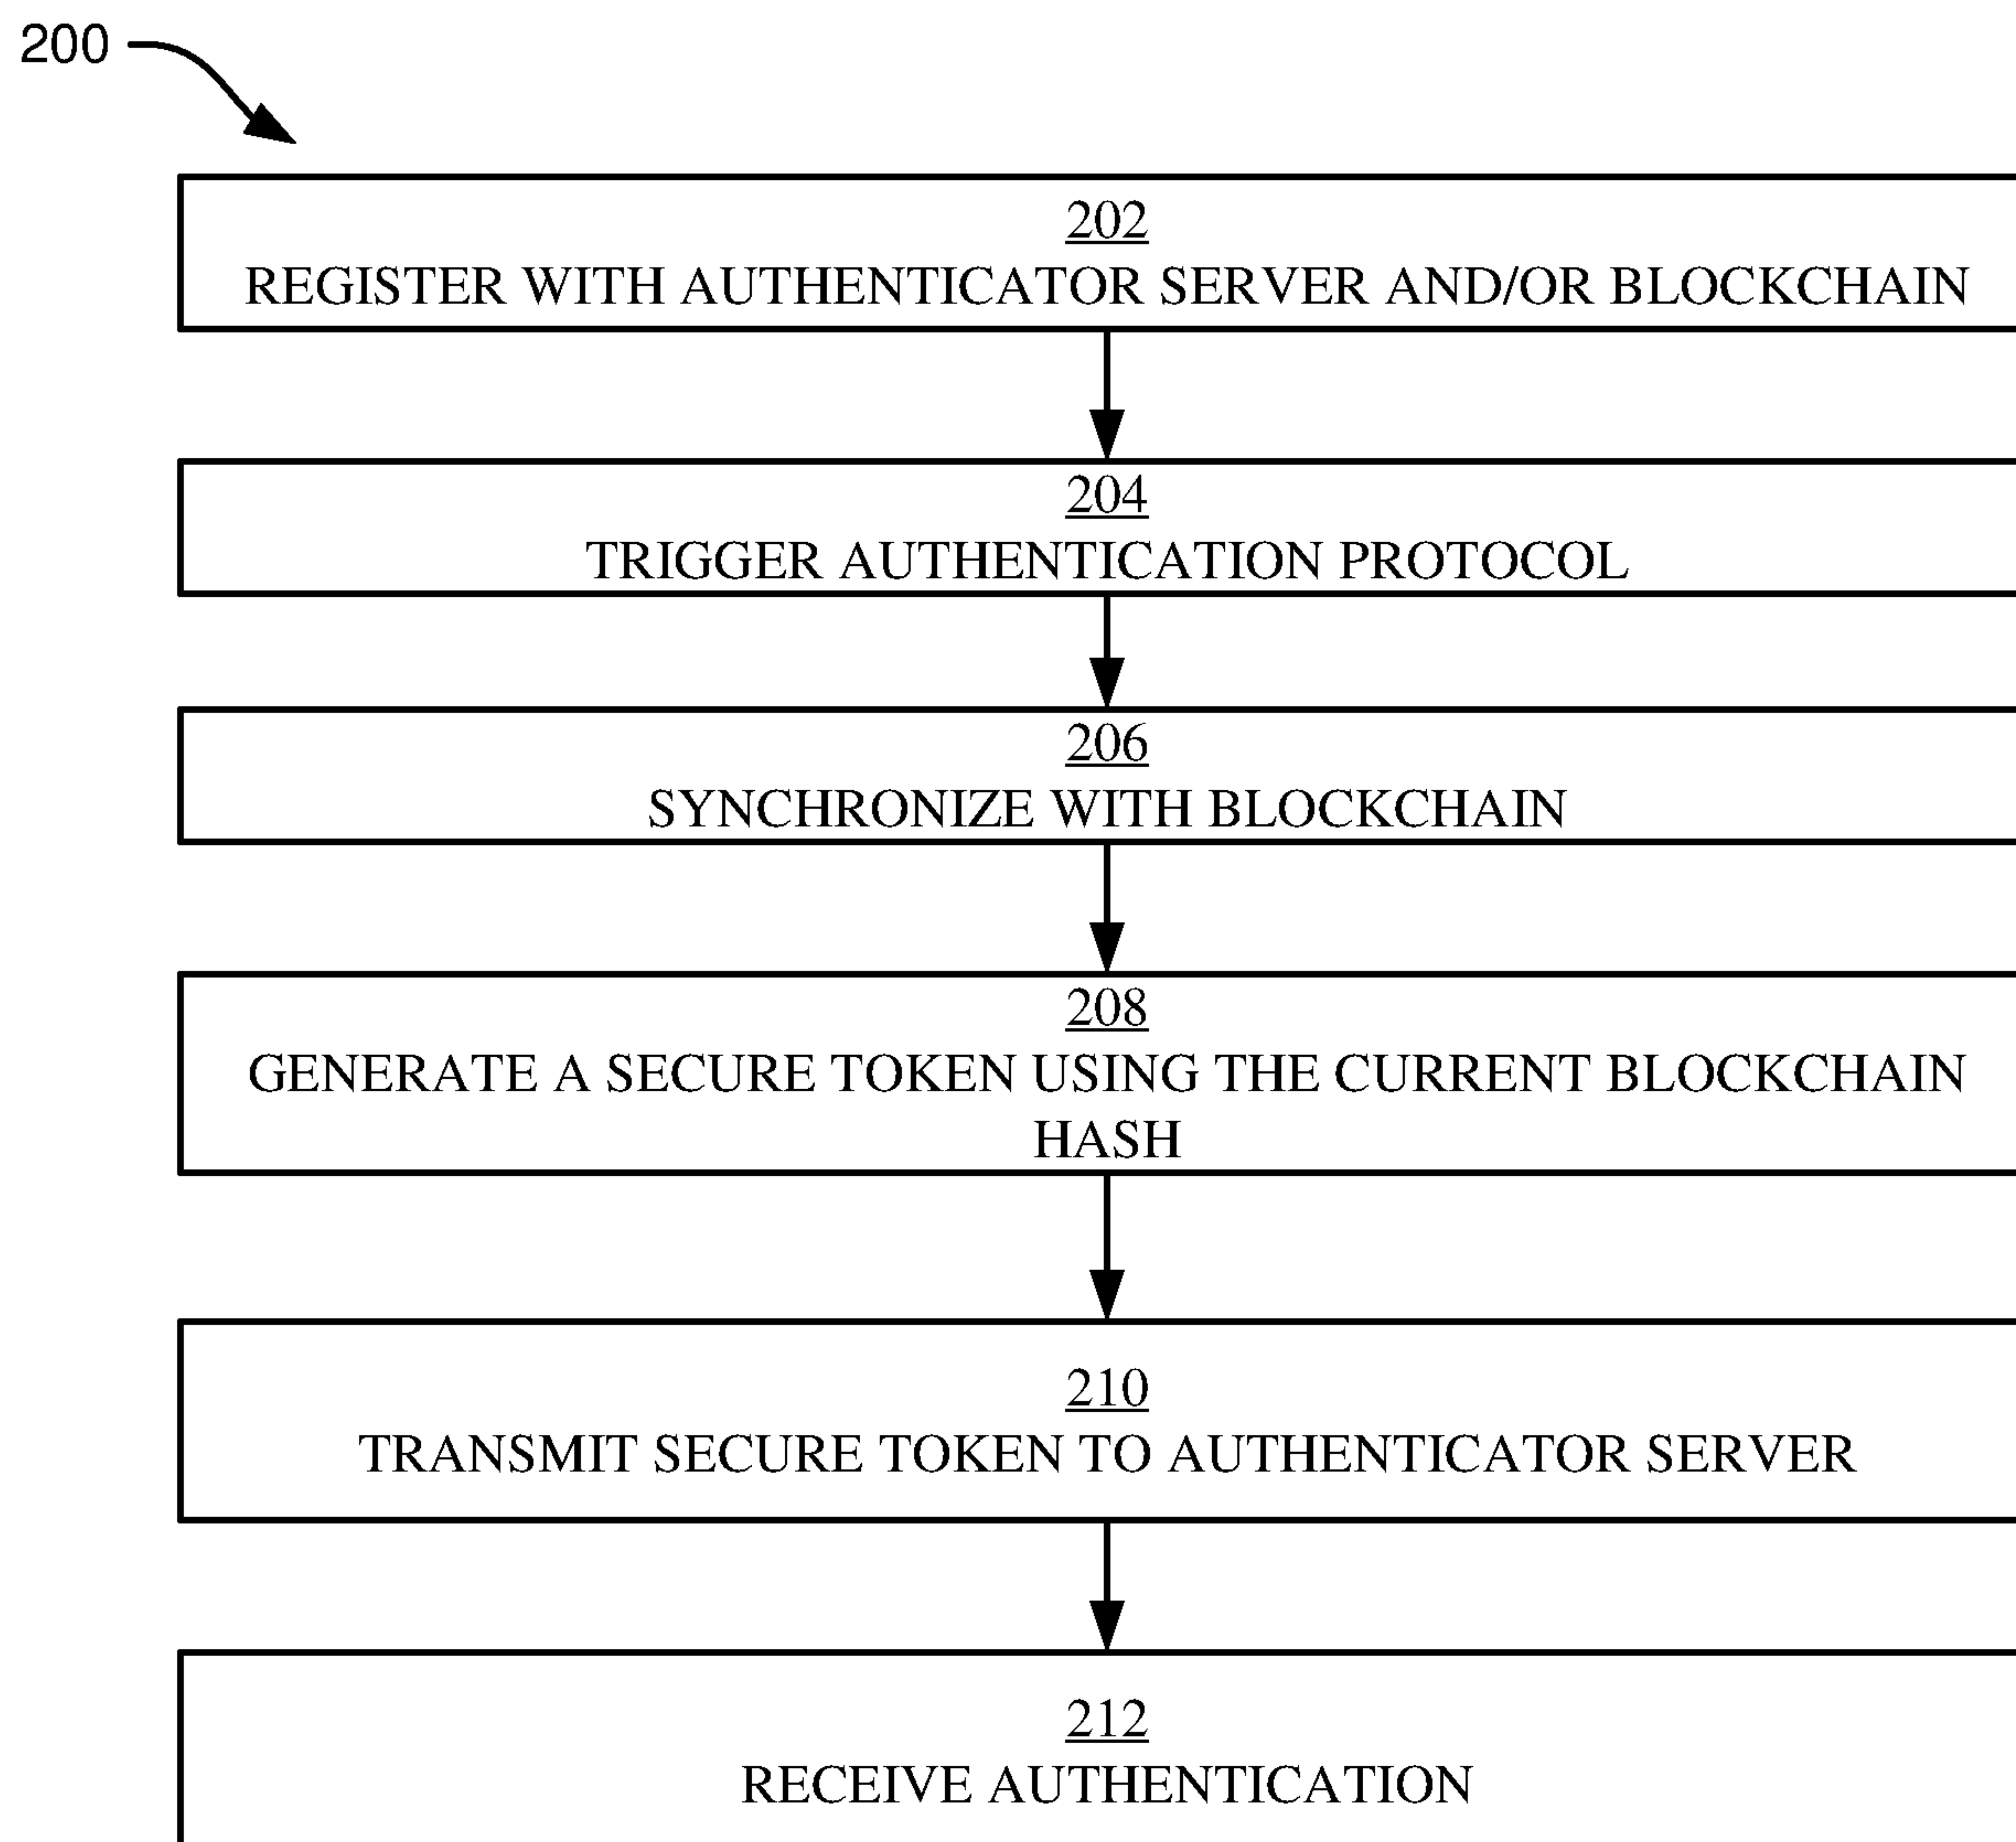 200
202
REGISTER WITH AUTHENTICATOR SERVER AND/OR BLOCKCHAIN
204
TRIGGER AUTHENTICATION PROTOCOL
206
SYNCHRONIZE WITH BLOCKCHAIN
208
GENERATE A SECURE TOKEN USING THE CURRENT BLOCKCHAIN
HASH
210
TRANSMIT SECURE TOKEN TO AUTHENTICATOR SERVER
212
RECEIVE AUTHENTICATION